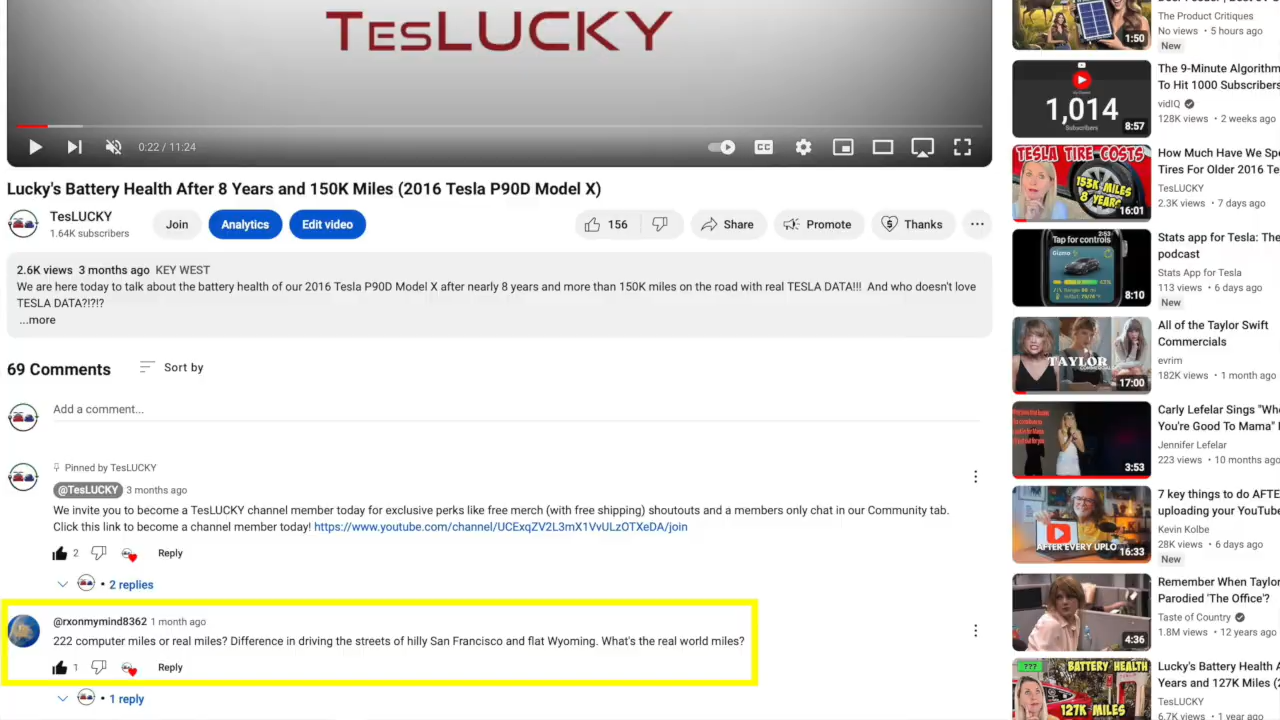 TESLUCKY
0:22 / 11:24
CC
Lucky's Battery Health After 8 Years and 150K Miles (2016 Tesla P90D Model X)
TesLUCKY
1.64K subscribers
Join
Analytics
Edit video
156
Share
Promote
Thanks
2.6K views 3 months ago KEY WEST
We are here today to talk about the battery health of our 2016 Tesla P90D Model X after nearly 8 years and more than 150K miles on the road with real TESLA DATA!!! And who doesn't love
TESLA DATA?!?!?
...more
69 Comments
Sort by
Add a comment...
Pinned by TesLUCKY
@TesLUCKY 3 months ago
We invite you to become a TesLUCKY channel member today for exclusive perks like free merch (with free shipping) shoutouts and a members only chat in our Community tab.
Click this link to become a channel member today! https://www.youtube.com/channel/UCExqZV2L3mX1VvULzOTXeDA/join
2
Reply
• 2 replies
@rxonmymind8362 1 month ago
222 computer miles or real miles? Difference in driving the streets of hilly San Francisco and flat Wyoming. What's the real world miles?
1
Reply
• 1 reply
1:50
The Product Critiques
No views • 5 hours ago
New
1,014
Subscribers
8:57
The 9-Minute Algorithm
To Hit 1000 Subscribers
vidIQ
128K views • 2 weeks ago
TESLA TIRE COSTS
153K MILES
8 YEARS
16:01
How Much Have We Spe
Tires For Older 2016 Te
TesLUCKY
2.3K views • 7 days ago
Tap for controls
2:53
Gizmo
8:10
Stats app for Tesla: The
podcast
Stats App for Tesla
113 views • 6 days ago
New
TAYLOR
17:00
All of the Taylor Swift
Commercials
evrim
182K views • 1 month ago
3:53
Carly Lefelar Sings "Whe
You're Good To Mama" I
Jennifer Lefelar
223 views • 10 months ago
AFTER EVERY UPLO
16:33
7 key things to do AFTE
uploading your YouTube
Kevin Kolbe
28K views • 6 days ago
New
4:36
Remember When Taylor
Parodied 'The Office'?
Taste of Country
1.8M views • 12 years ago
???
BATTERY HEALTH
127K MILES
Lucky's Battery Health A
Years and 127K Miles (2
TesLUCKY
6.7K views • 1 year ago